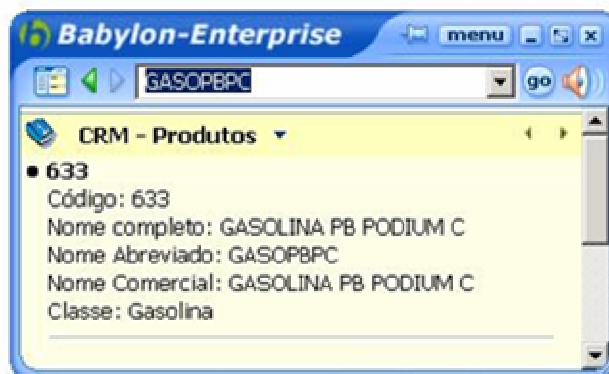 Babylon-Enterprise
menu
GASOPBPC
go
CRM - Produtos
633
Código: 633
Nome completo: GASOLINA PB PODIUM C
Nome Abreviado: GASOPBPC
Nome Comercial: GASOLINA PB PODIUM C
Classe: Gasolina